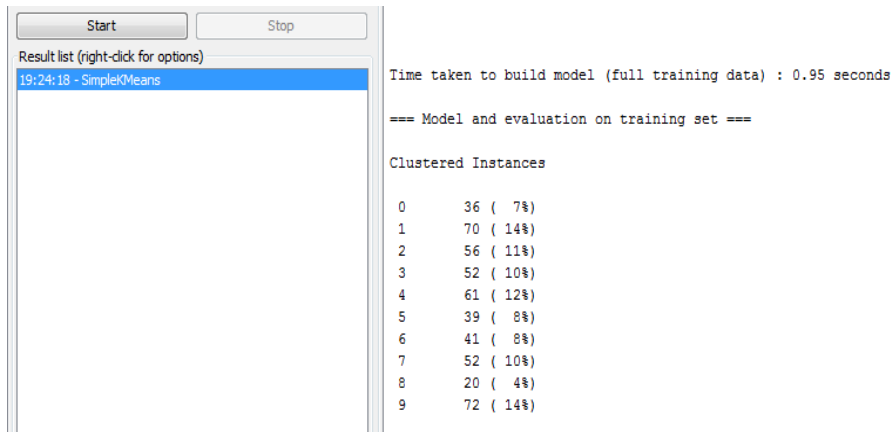 Start Stop
Result list (right-click for options)
19:24:18 - SimpleKMeans
Time taken to build model (full training data) : 0.95 seconds
=== Model and evaluation on training set ===
Clustered Instances
0 36 ( 7%)
1 70 ( 14%)
2 56 ( 11%)
3 52 ( 10%)
4 61 ( 12%)
5 39 ( 8%)
6 41 ( 8%)
7 52 ( 10%)
8 20 ( 4%)
9 72 ( 14%)